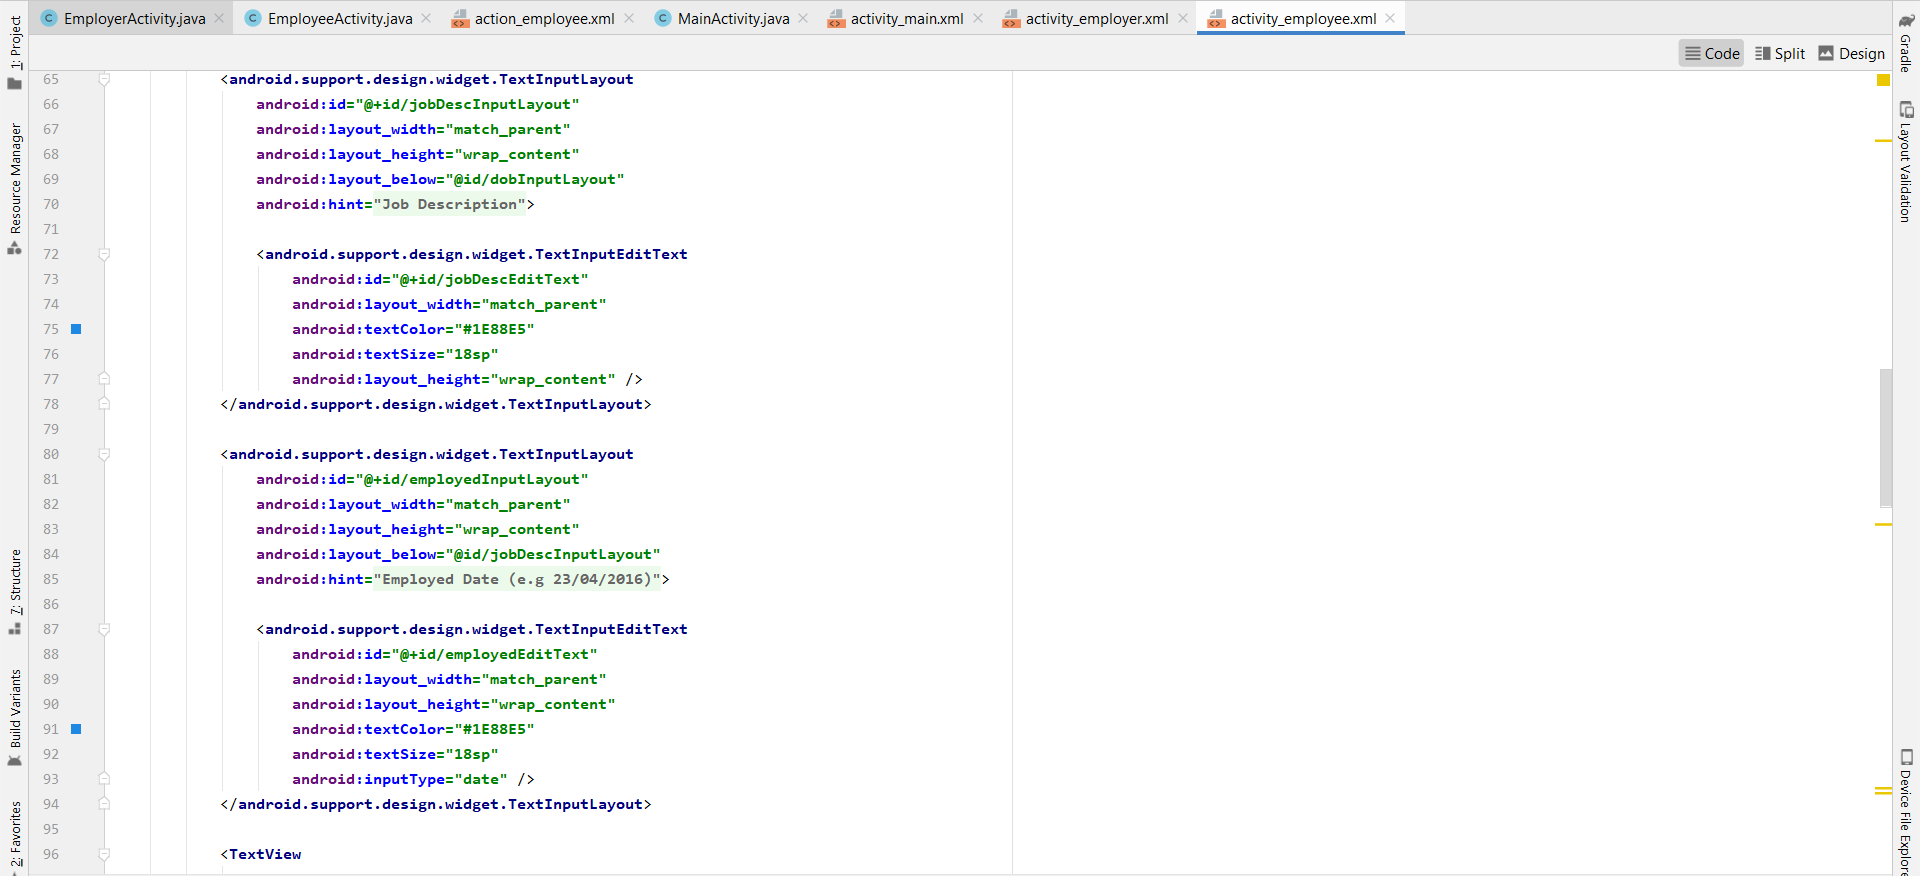 EmployerActivity.java EmployeeActivity.java action_employee.xml MainActivity.java activity_main.xml activity_employer.xml activity_employee.xml
Code Split Design
1: Project
Resource Manager
7: Structure
Build Variants
2: Favorites
65 <android.support.design.widget.TextInputLayout
66 android:id="@+id/jobDescInputLayout"
67 android:layout_width="match_parent"
68 android:layout_height="wrap_content"
69 android:layout_below="@id/dobInputLayout"
70 android:hint="Job Description">
71
72 <android.support.design.widget.TextInputEditText
73 android:id="@+id/jobDescEditText"
74 android:layout_width="match_parent"
75 android:textColor="#1E88E5"
76 android:textSize="18sp"
77 android:layout_height="wrap_content" />
78 </android.support.design.widget.TextInputLayout>
79
80 <android.support.design.widget.TextInputLayout
81 android:id="@+id/employedInputLayout"
82 android:layout_width="match_parent"
83 android:layout_height="wrap_content"
84 android:layout_below="@id/jobDescInputLayout"
85 android:hint="Employed Date (e.g 23/04/2016)">
86
87 <android.support.design.widget.TextInputEditText
88 android:id="@+id/employedEditText"
89 android:layout_width="match_parent"
90 android:layout_height="wrap_content"
91 android:textColor="#1E88E5"
92 android:textSize="18sp"
93 android:inputType="date" />
94 </android.support.design.widget.TextInputLayout>
95
96 <TextView
Gradle
Layout Validation
Device File Explore